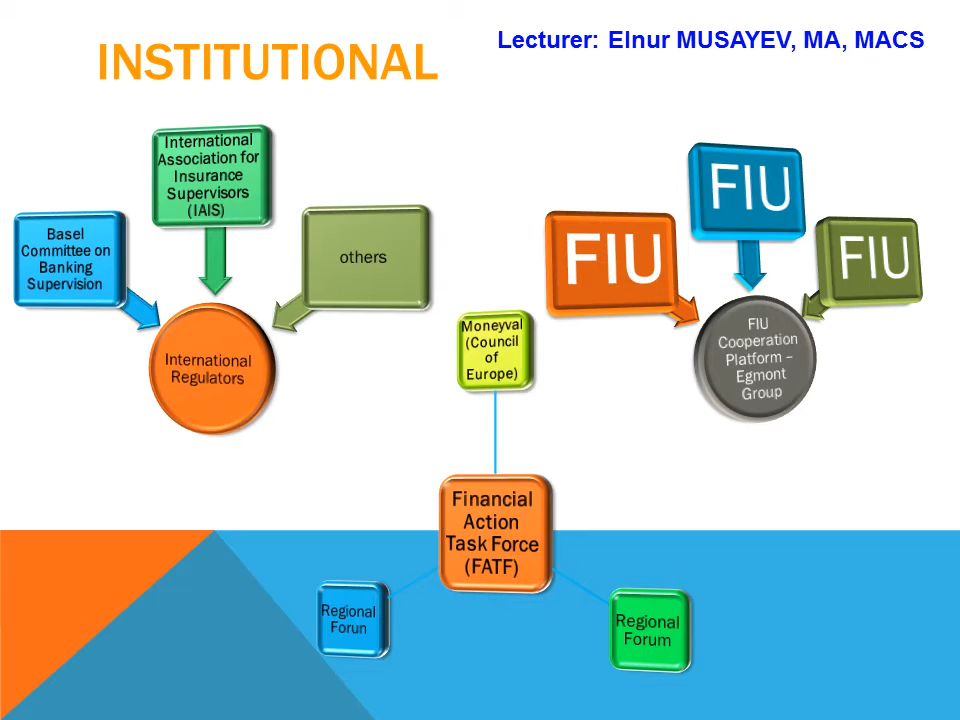 INSTITUTIONAL
Lecturer: Elnur MUSAYEV, MA, MACS
International
Association for
Insurance
Supervisors
(IAIS)
Basel
Committee on
Banking
Supervision
others
International
Regulators
FIU
FIU
FIU
FIU
Cooperation
Platform –
Egmont
Group
Moneyval
(Council
of
Europe)
Financial
Action
Task Force
(FATF)
Regional
Forun
Regional
Forum